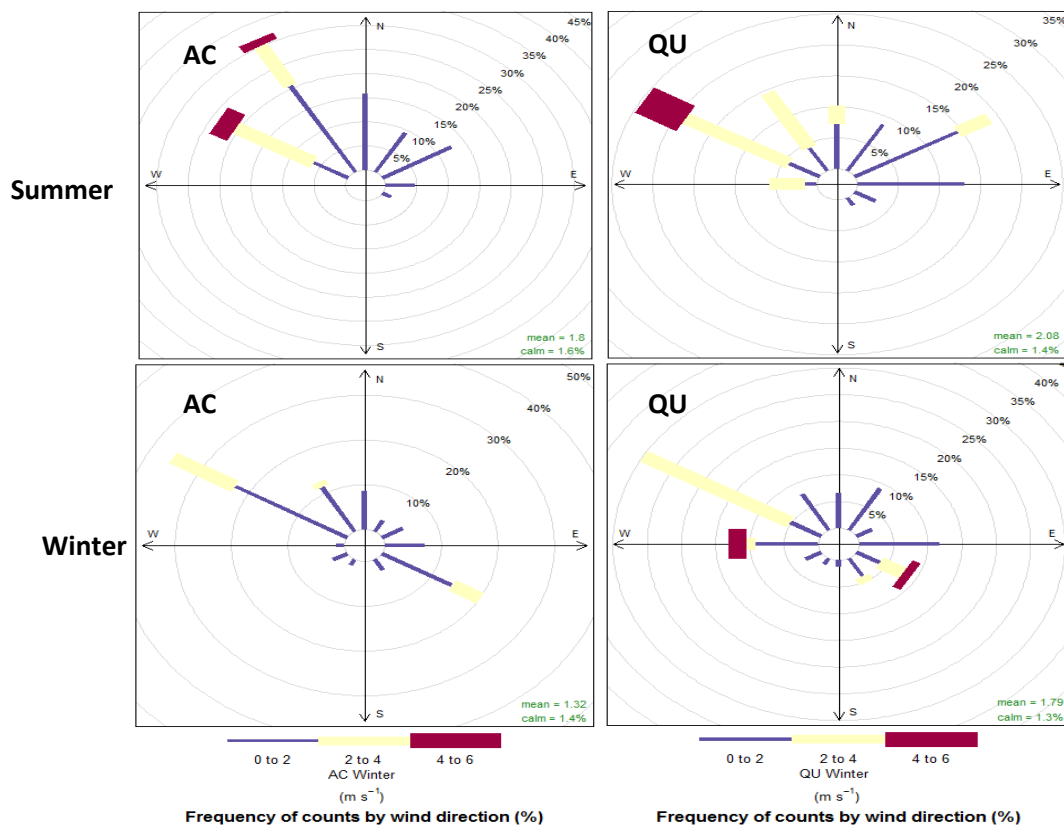 AC
N
45%
40%
35%
30%
25%
20%
15%
10%
5%
W
E
S
mean = 1.8
calm = 1.6%
QU
N
35%
30%
25%
20%
15%
10%
5%
W
E
S
mean = 2.08
calm = 1.4%
Summer
AC
N
50%
40%
30%
20%
10%
W
E
S
mean = 1.32
calm = 1.4%
QU
N
40%
35%
30%
25%
20%
15%
10%
5%
W
E
S
mean = 1.79
calm = 1.3%
Winter
0 to 2 2 to 4 4 to 6
AC Winter
(m s⁻¹)
Frequency of counts by wind direction (%)
0 to 2 2 to 4 4 to 6
QU Winter
(m s⁻¹)
Frequency of counts by wind direction (%)